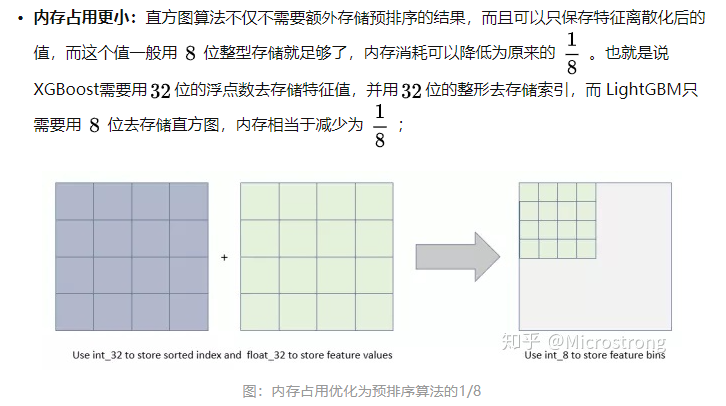 • 内存占用更小：直方图算法不仅不需要额外存储预排序的结果，而且可以只保存特征离散化后的
值，而这个值一般用 8 位整型存储就足够了，内存消耗可以降低为原来的 1/8 。也就是说
XGBoost需要用32位的浮点数去存储特征值，并用32位的整形去存储索引，而 LightGBM只
需要用 8 位去存储直方图，内存相当于减少为 1/8 ；
+
知乎 @Microstrong
Use int_32 to store sorted index and float_32 to store feature values
Use int_8 to store feature bins
图：内存占用优化为预排序算法的1/8